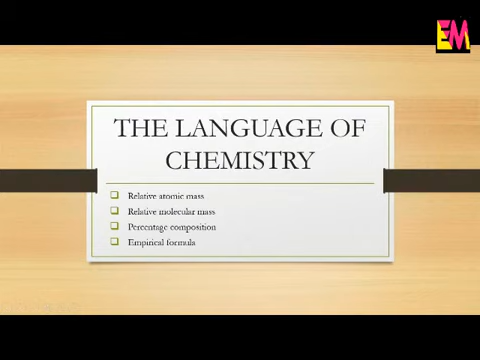 EM
THE LANGUAGE OF
CHEMISTRY
Relative atomic mass
Relative molecular mass
Percentage composition
Empirical formula